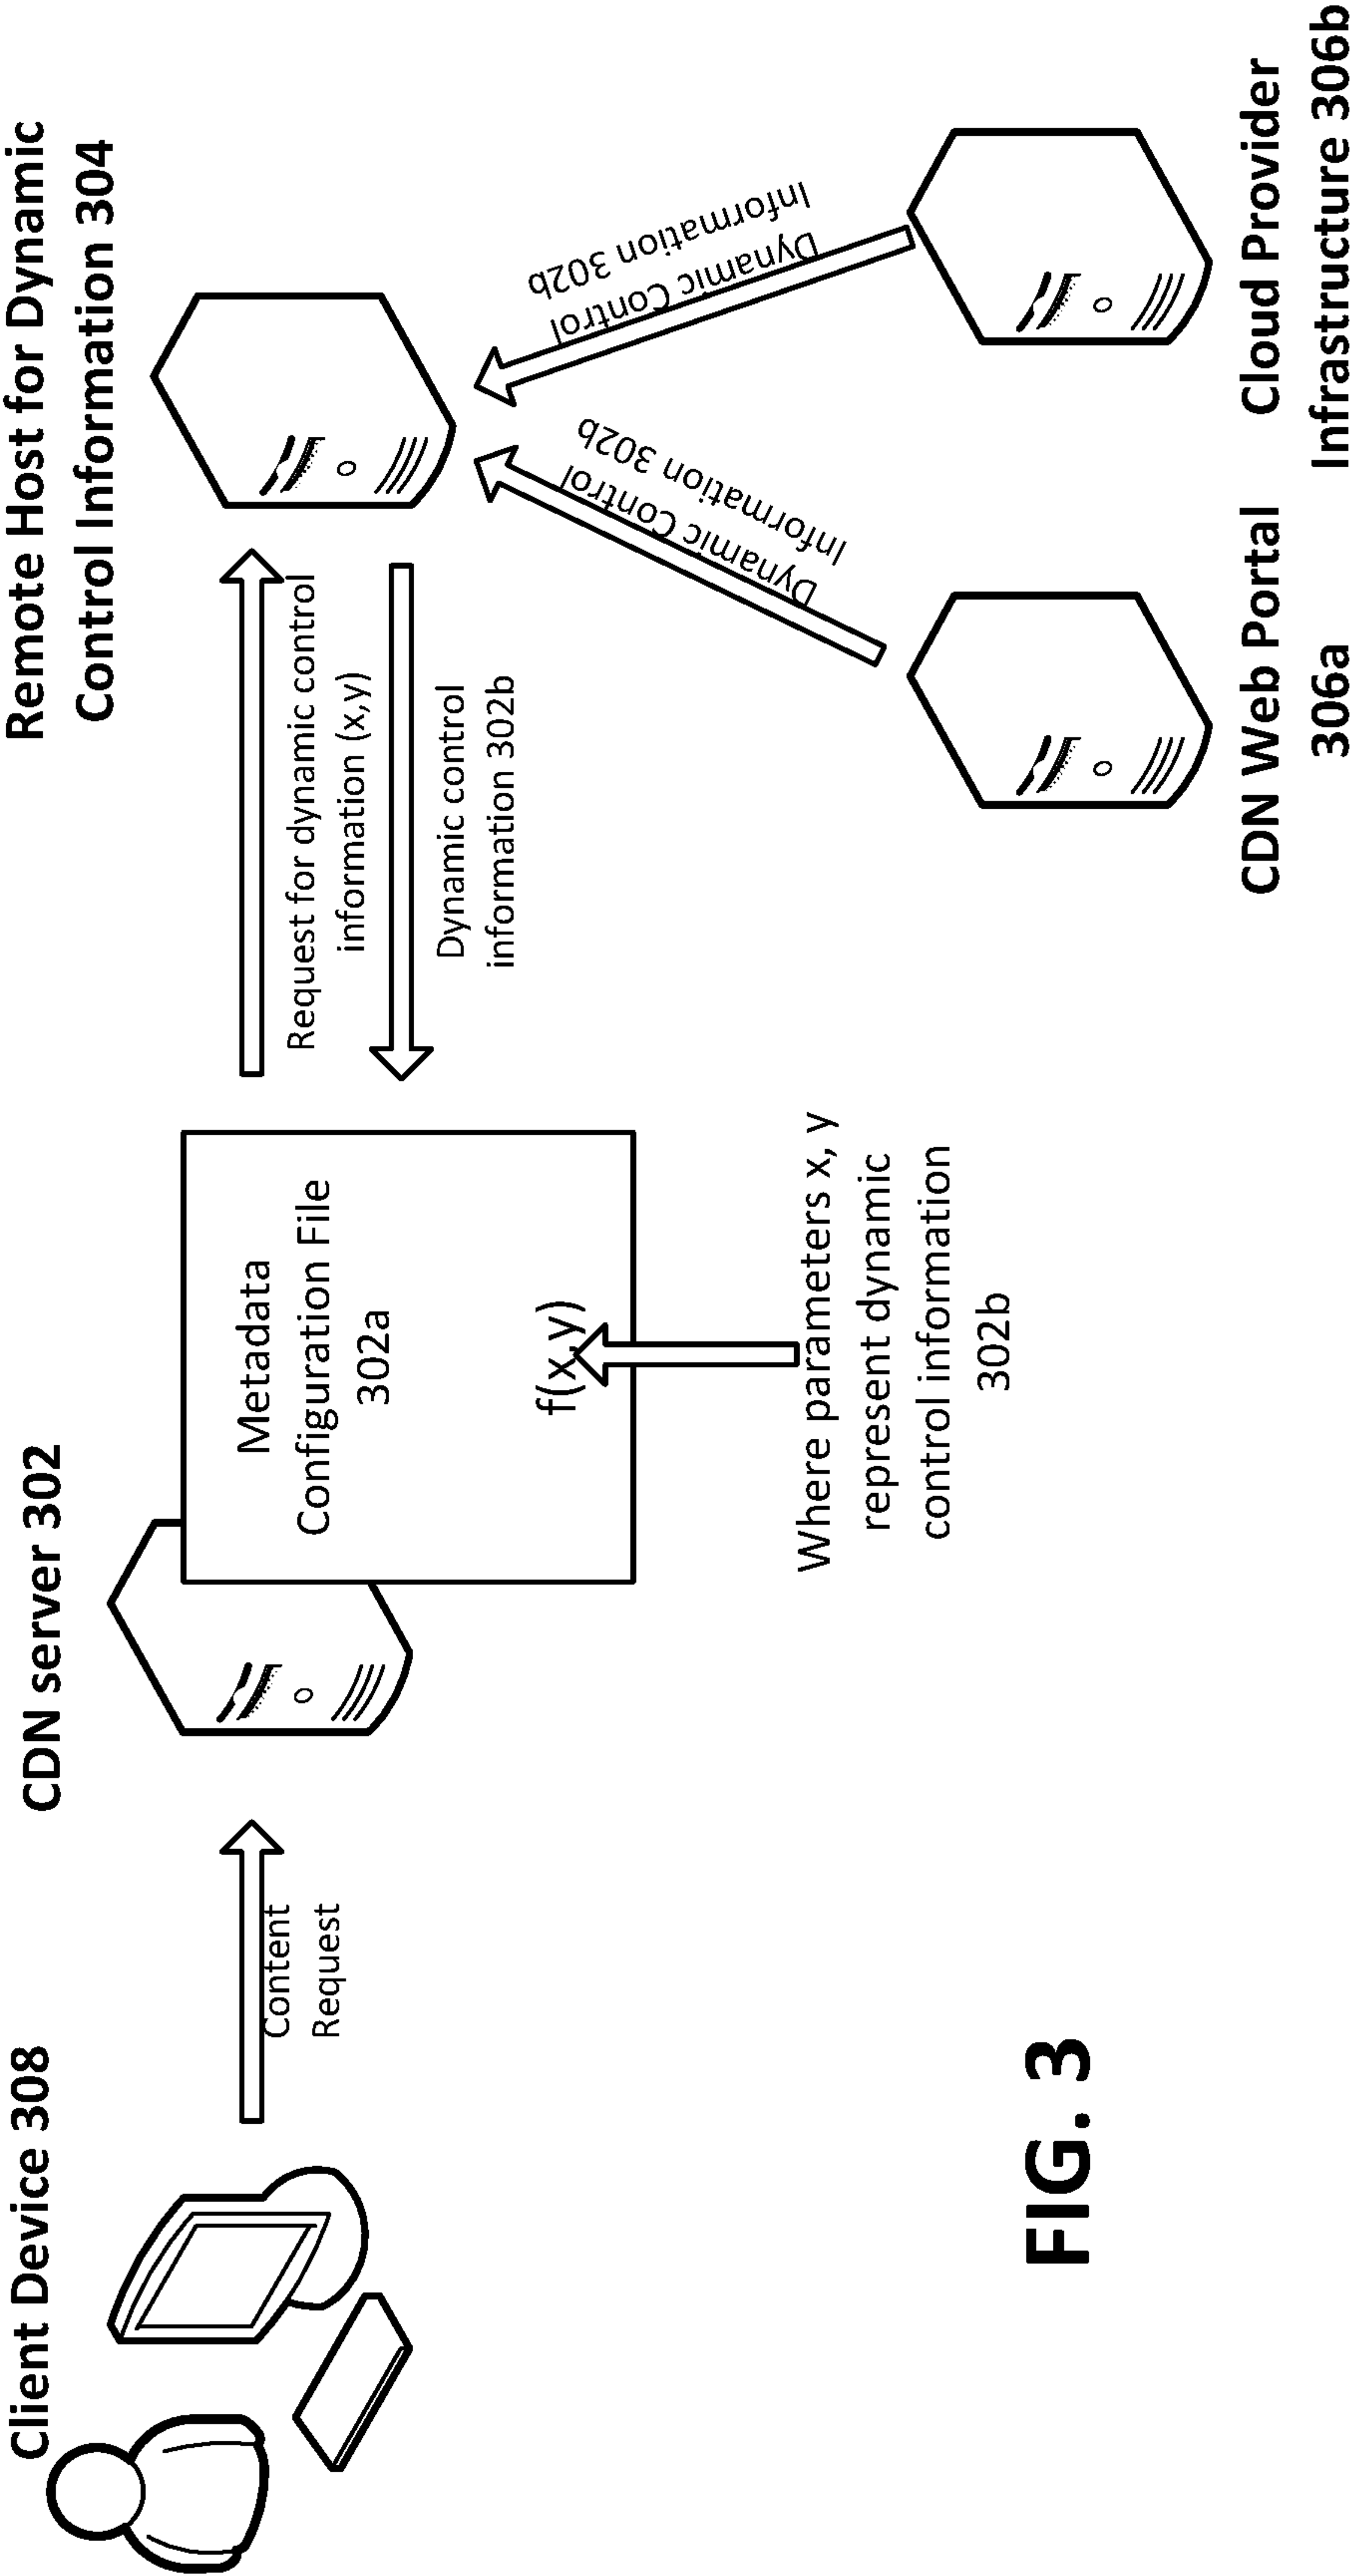 Client Device 308
CDN server 302
Remote Host for Dynamic
Control Information 304
Content
Request
Metadata
Configuration File
302a
f(x,y)
Where parameters x, y
represent dynamic
control information
302b
Request for dynamic control
information (x,y)
Dynamic control
information 302b
Dynamic Control
Information 302b
Dynamic Control
Information 302b
CDN Web Portal
306a
Cloud Provider
Infrastructure 306b
FIG. 3